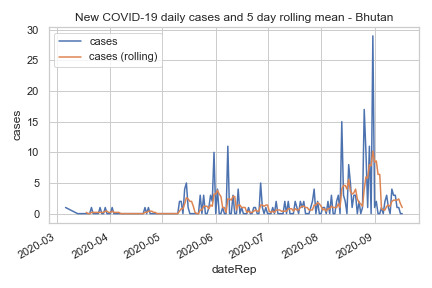 New COVID-19 daily cases and 5 day rolling mean - Bhutan
cases
cases (rolling)
30
25
20
15
10
5
0
cases
2020-03
2020-04
2020-05
2020-06
2020-07
2020-08
2020-09
dateRep